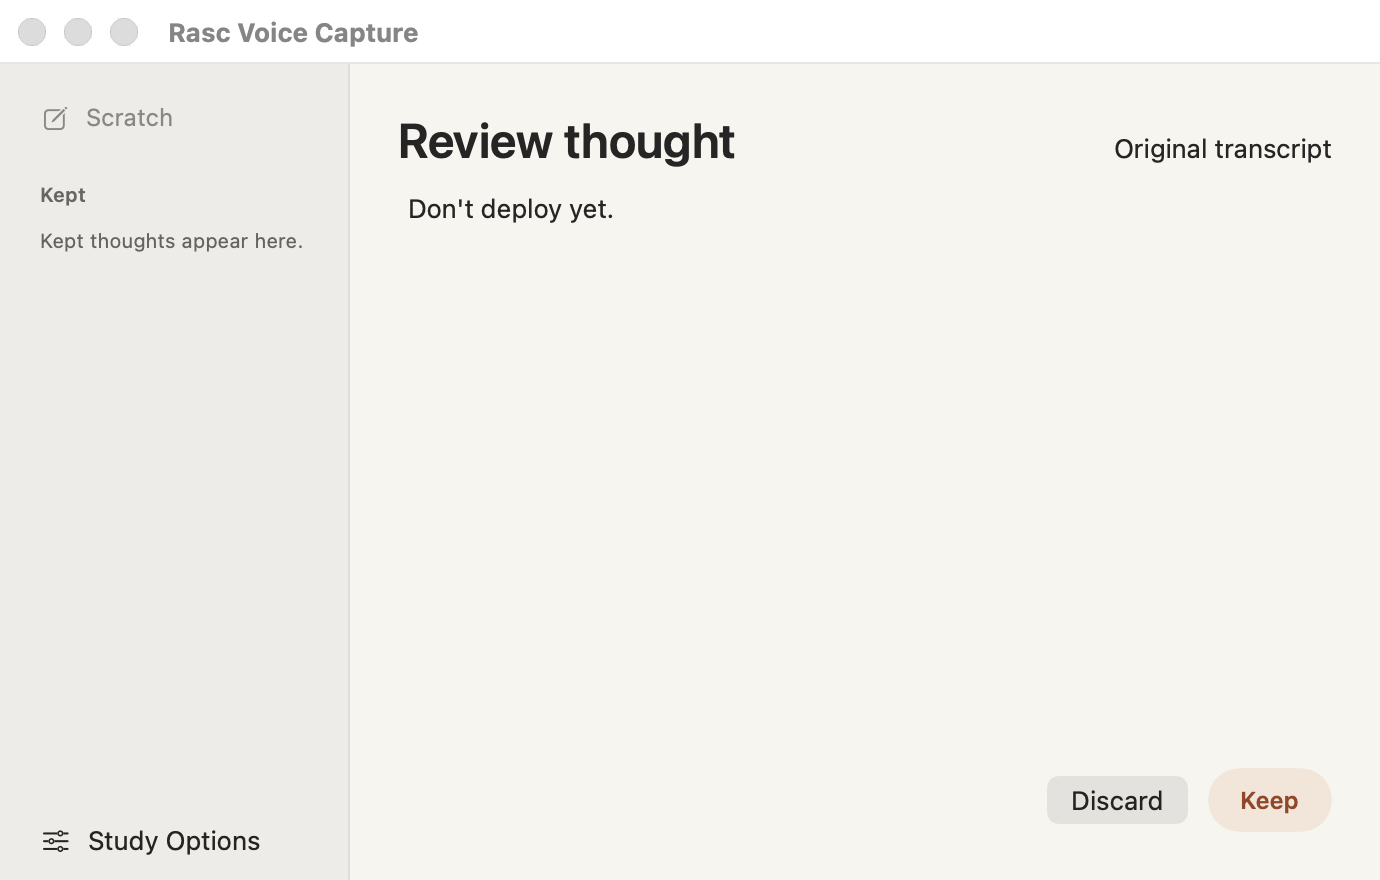 Rasc Voice Capture
Scratch
Kept
Kept thoughts appear here.
Study Options
Review thought
Original transcript
Don't deploy yet.
Discard
Keep